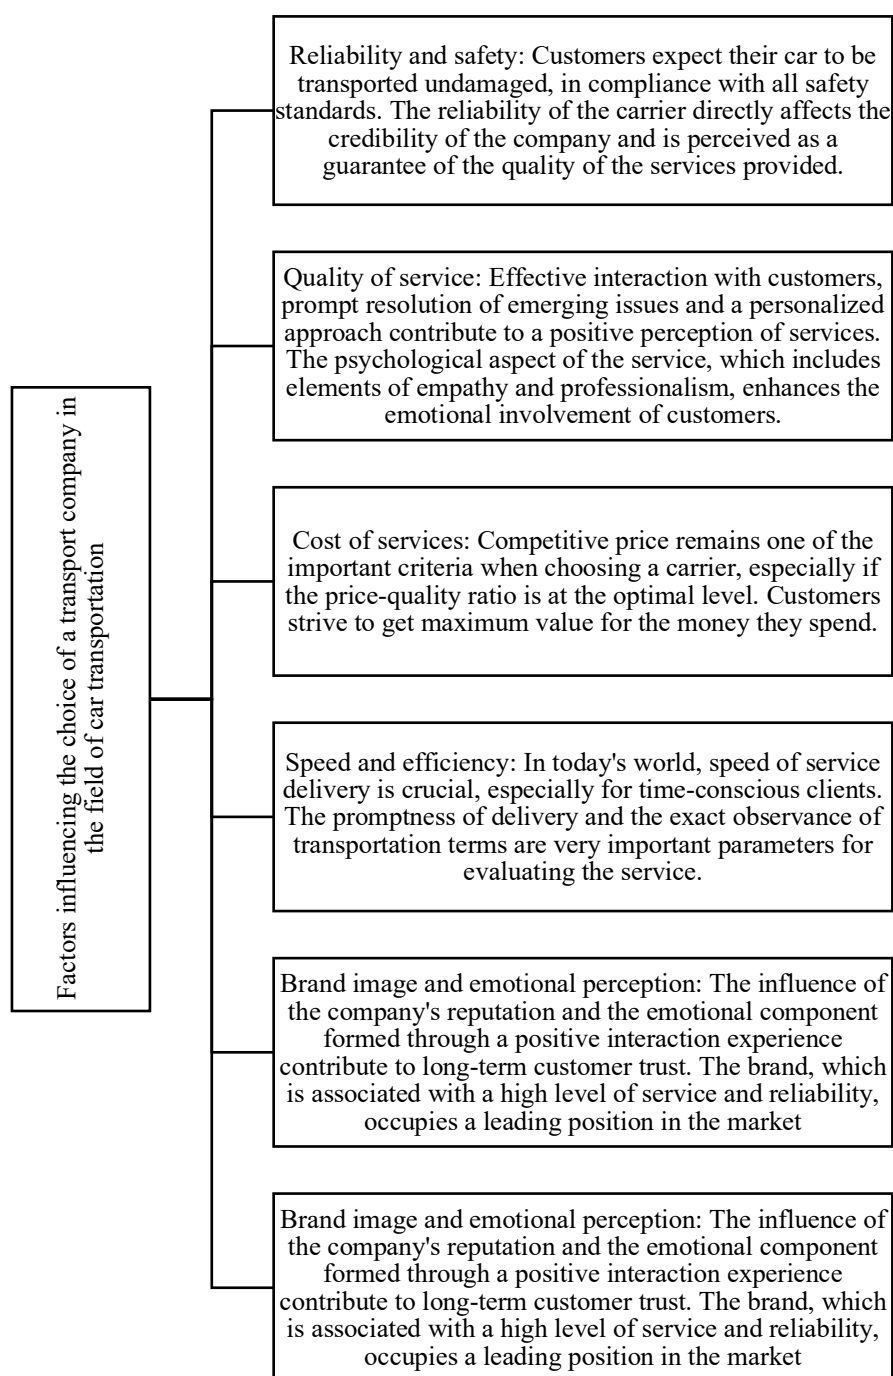 Reliability and safety: Customers expect their car to be
transported undamaged, in compliance with all safety
standards. The reliability of the carrier directly affects the
credibility of the company and is perceived as a
guarantee of the quality of the services provided.
Quality of service: Effective interaction with customers,
prompt resolution of emerging issues and a personalized
approach contribute to a positive perception of services.
The psychological aspect of the service, which includes
elements of empathy and professionalism, enhances the
emotional involvement of customers.
Factors influencing the choice of a transport company in
the field of car transportation
Cost of services: Competitive price remains one of the
important criteria when choosing a carrier, especially if
the price-quality ratio is at the optimal level. Customers
strive to get maximum value for the money they spend.
Speed and efficiency: In today's world, speed of service
delivery is crucial, especially for time-conscious clients.
The promptness of delivery and the exact observance of
transportation terms are very important parameters for
evaluating the service.
Brand image and emotional perception: The influence of
the company's reputation and the emotional component
formed through a positive interaction experience
contribute to long-term customer trust. The brand, which
is associated with a high level of service and reliability,
occupies a leading position in the market
Brand image and emotional perception: The influence of
the company's reputation and the emotional component
formed through a positive interaction experience
contribute to long-term customer trust. The brand, which
is associated with a high level of service and reliability,
occupies a leading position in the market